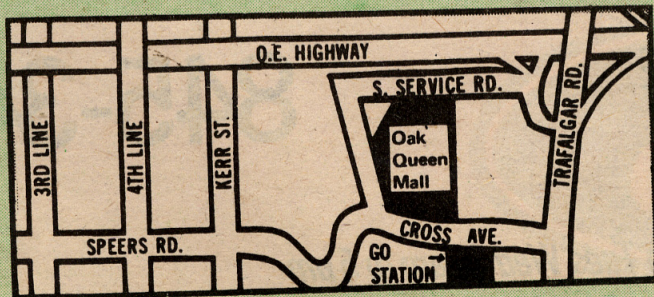 Q.E. HIGHWAY
S. SERVICE RD.
TRAFALGAR RD.
3RD LINE
4TH LINE
KERR ST.
Oak
Queen
Mall
CROSS AVE.
SPEERS RD.
GO
STATION